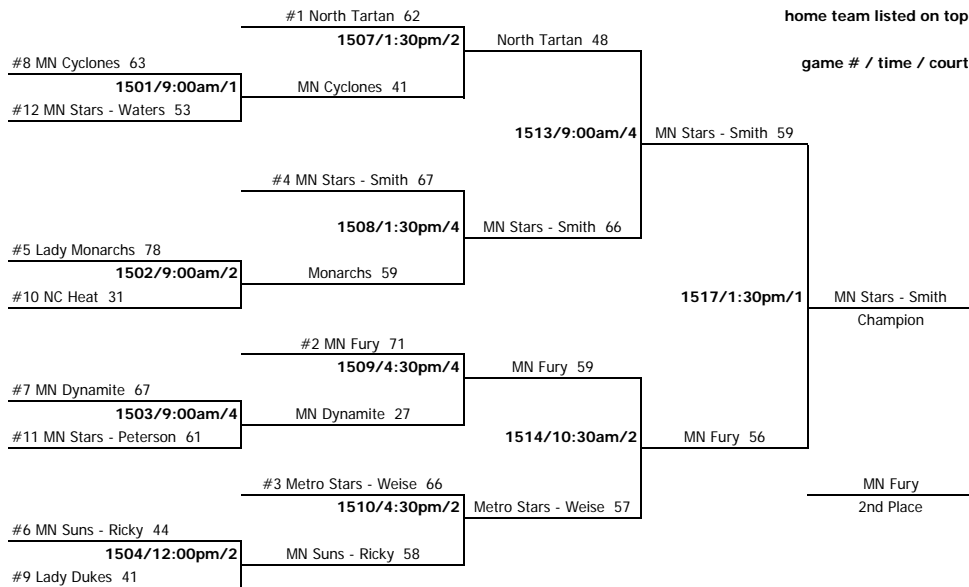 #1 North Tartan 62
home team listed on top
1507/1:30pm/2
North Tartan 48
#8 MN Cyclones 63
game # / time / court
1501/9:00am/1
MN Cyclones 41
#12 MN Stars - Waters 53
1513/9:00am/4
MN Stars - Smith 59
#4 MN Stars - Smith 67
1508/1:30pm/4
MN Stars - Smith 66
#5 Lady Monarchs 78
1502/9:00am/2
Monarchs 59
#10 NC Heat 31
1517/1:30pm/1
MN Stars - Smith
Champion
#2 MN Fury 71
1509/4:30pm/4
MN Fury 59
#7 MN Dynamite 67
1503/9:00am/4
MN Dynamite 27
#11 MN Stars - Peterson 61
1514/10:30am/2
MN Fury 56
#3 Metro Stars - Weise 66
MN Fury
1510/4:30pm/2
Metro Stars - Weise 57
2nd Place
#6 MN Suns - Ricky 44
1504/12:00pm/2
MN Suns - Ricky 58
#9 Lady Dukes 41